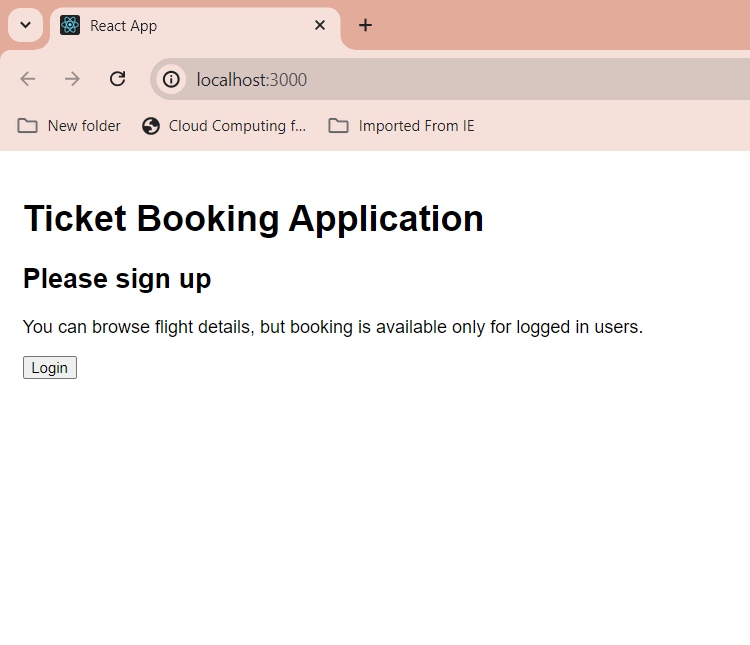 React App
localhost:3000
New folder Cloud Computing f... Imported From IE
Ticket Booking Application
Please sign up
You can browse flight details, but booking is available only for logged in users.
Login